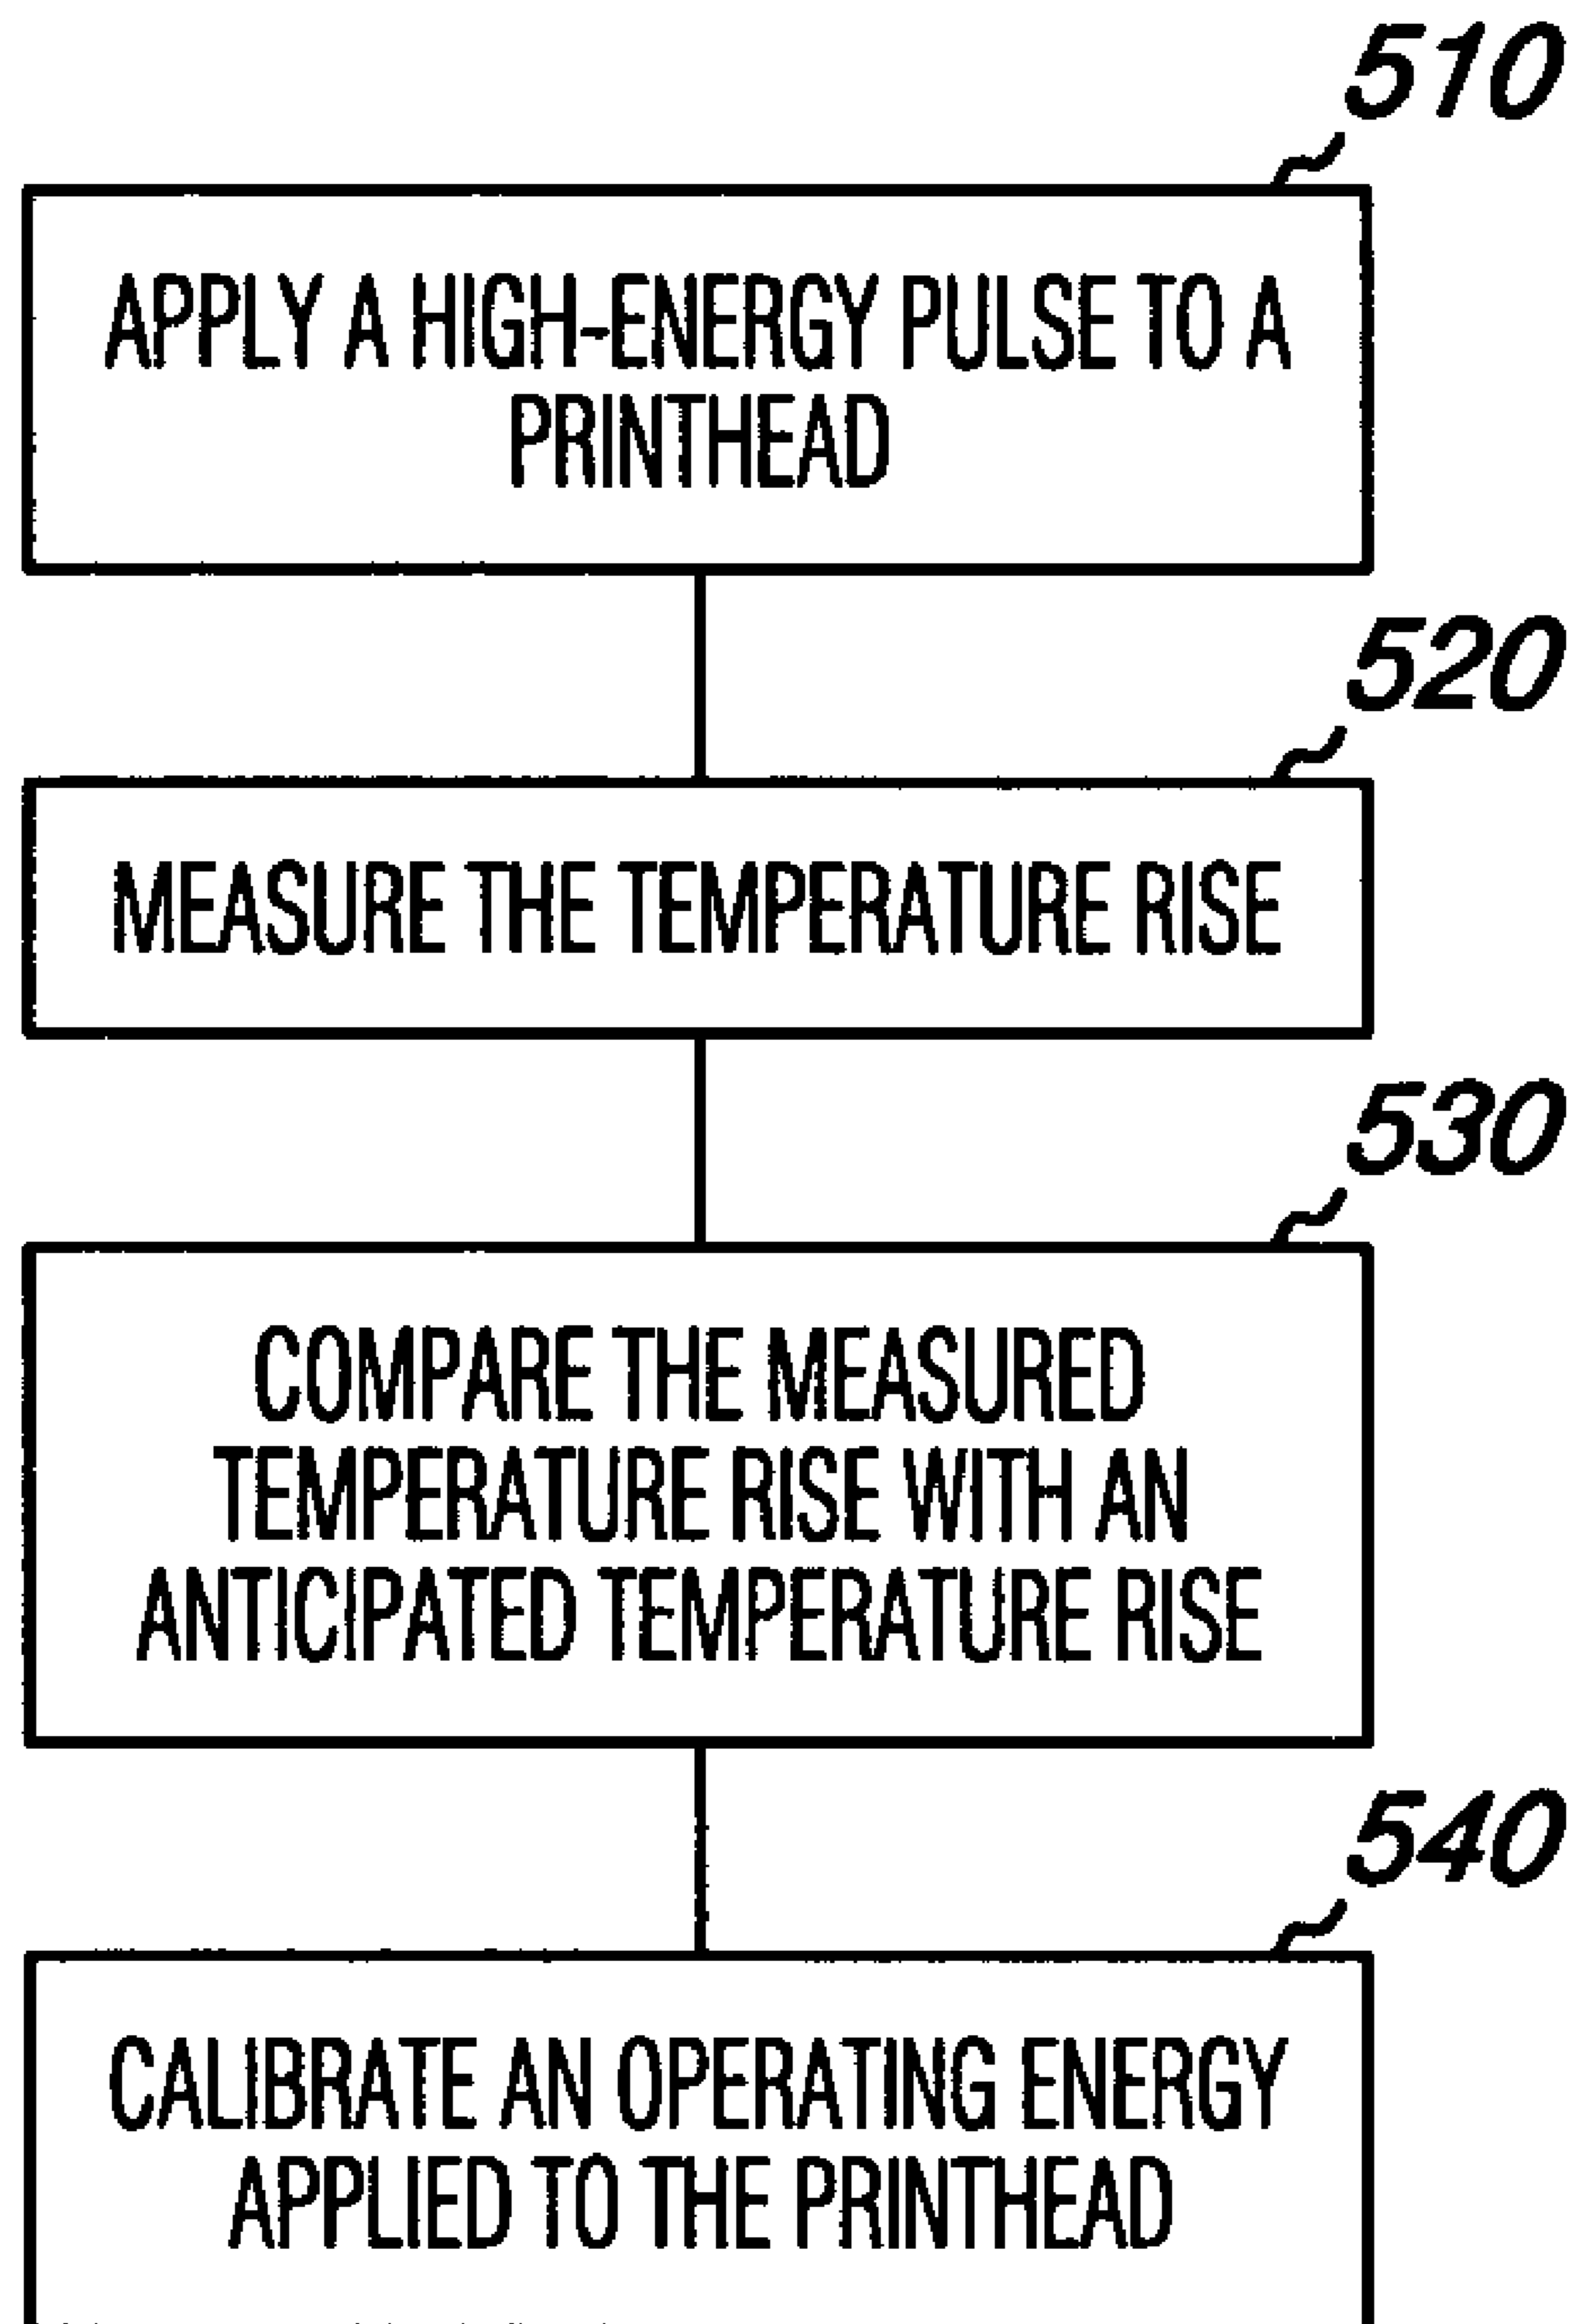 510
APPLY A HIGH-ENERGY PULSE TO A
PRINTHEAD
520
MEASURE THE TEMPERATURE RISE
530
COMPARE THE MEASURED
TEMPERATURE RISE WITH AN
ANTICIPATED TEMPERATURE RISE
540
CALIBRATE AN OPERATING ENERGY
APPLIED TO THE PRINTHEAD